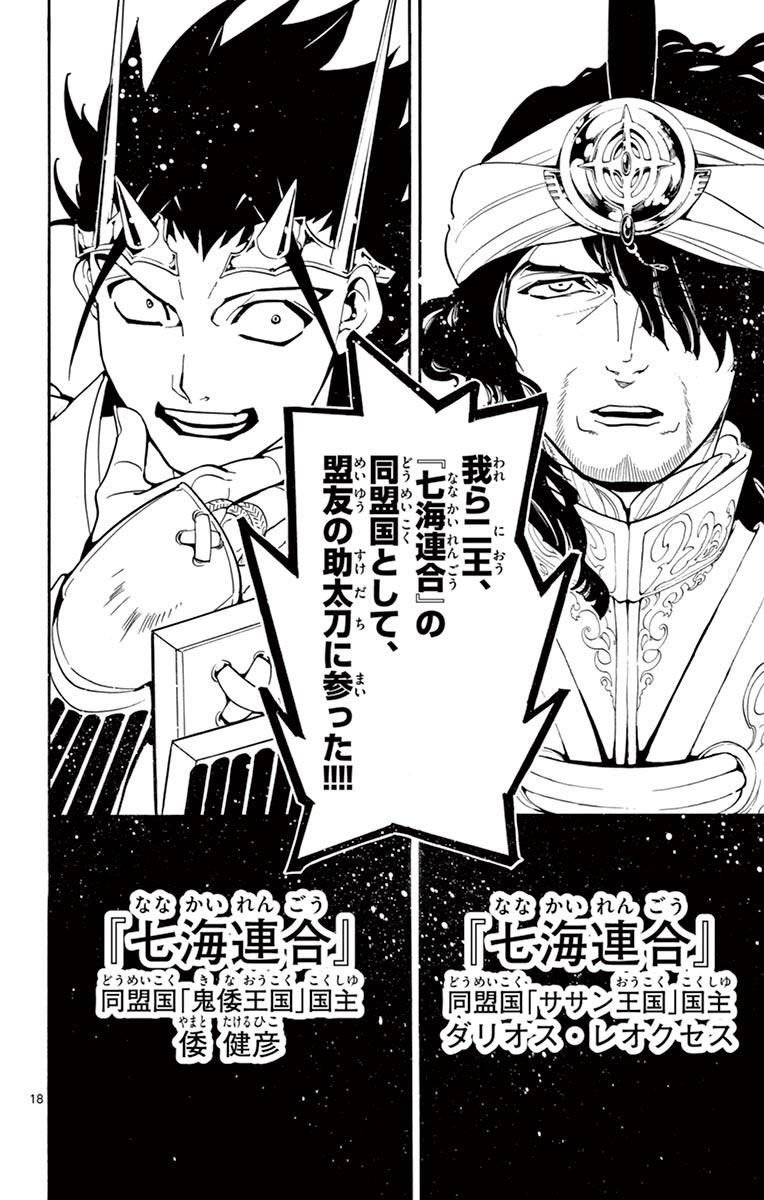 我ら二王、
『七海連合』の
同盟国として、
盟友の助太刀に参った!!!!
『七海連合』
同盟国「ササン王国」国主
ダリオス・レオクセス
『七海連合』
同盟国「鬼倭王国」国主
倭 健彦
18